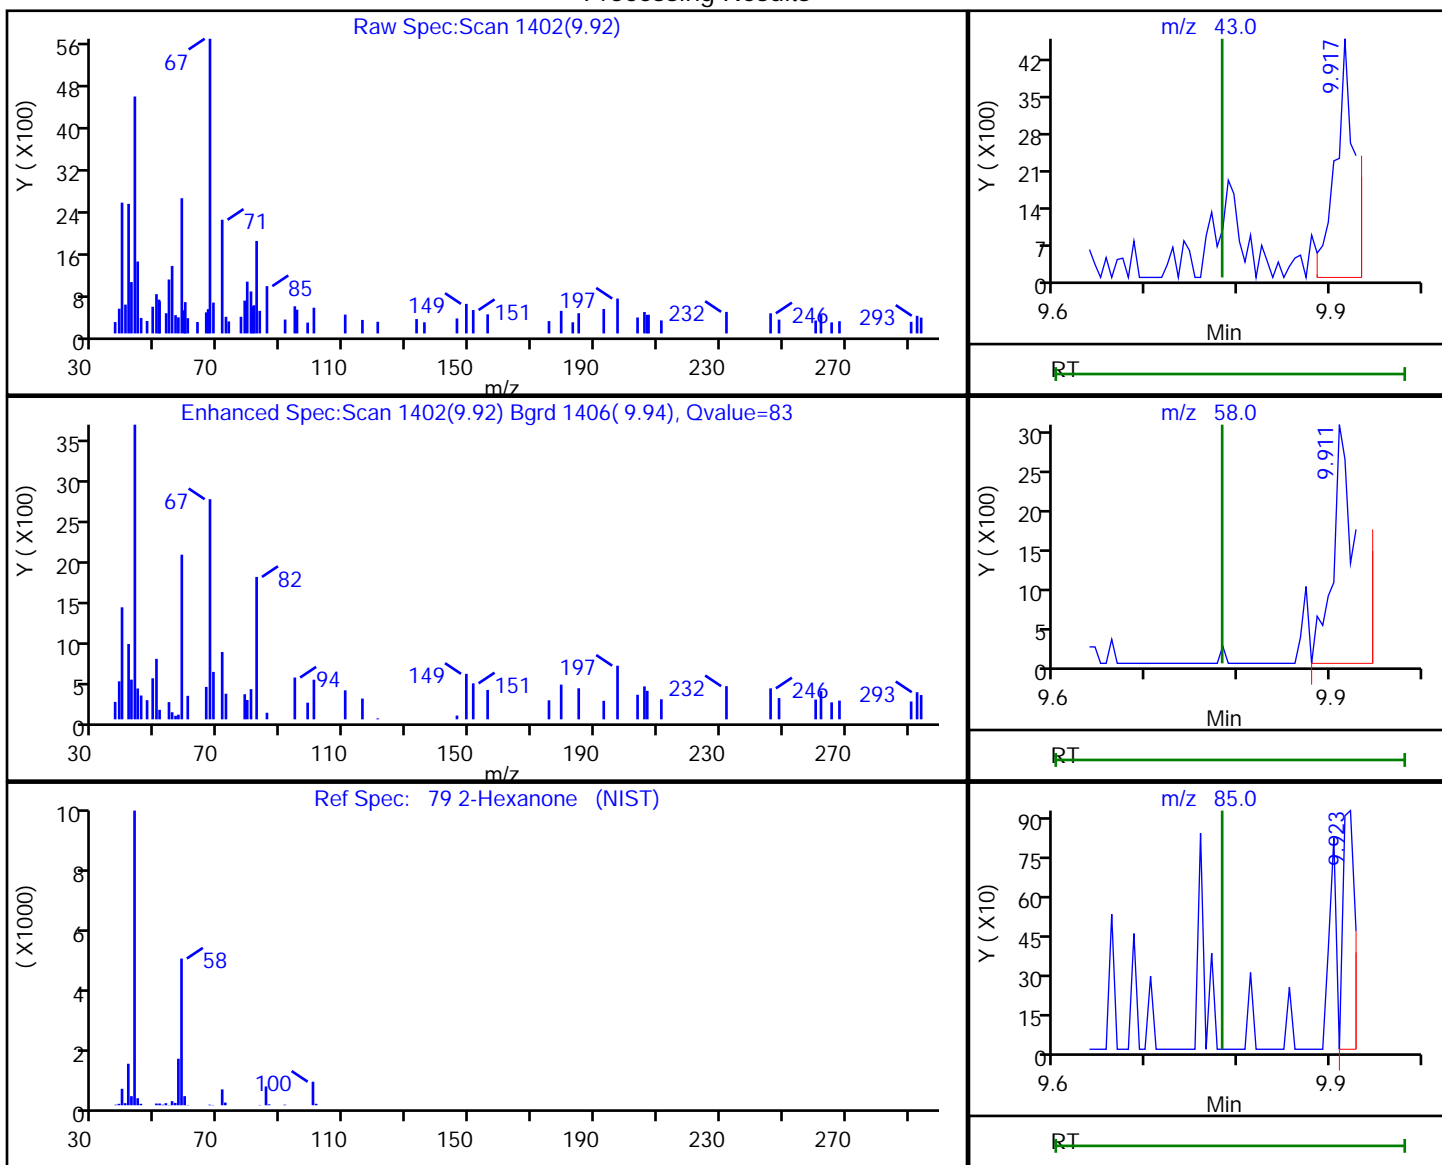 Processing Results
Raw Spec:Scan 1402(9.92)
Y ( X100)
56
48
40
32
24
16
8
0
67
71
85
149
151
197
232
246
293
30 70 110 150 190 230 270
m/z
m/z 43.0
Y ( X100)
42
35
28
21
14
7
0
9.917
9.6 9.9
Min
RT
Enhanced Spec:Scan 1402(9.92) Bgrd 1406( 9.94), Qvalue=83
Y ( X100)
35
30
25
20
15
10
5
0
67
82
94
149
151
197
232
246
293
30 70 110 150 190 230 270
m/z
m/z 58.0
Y ( X100)
30
25
20
15
10
5
0
9.911
9.6 9.9
Min
RT
Ref Spec: 79 2-Hexanone (NIST)
( X1000)
10
8
6
4
2
0
58
100
30 70 110 150 190 230 270
m/z 85.0
Y ( X10)
90
75
60
45
30
15
0
9.923
9.6 9.9
Min
RT